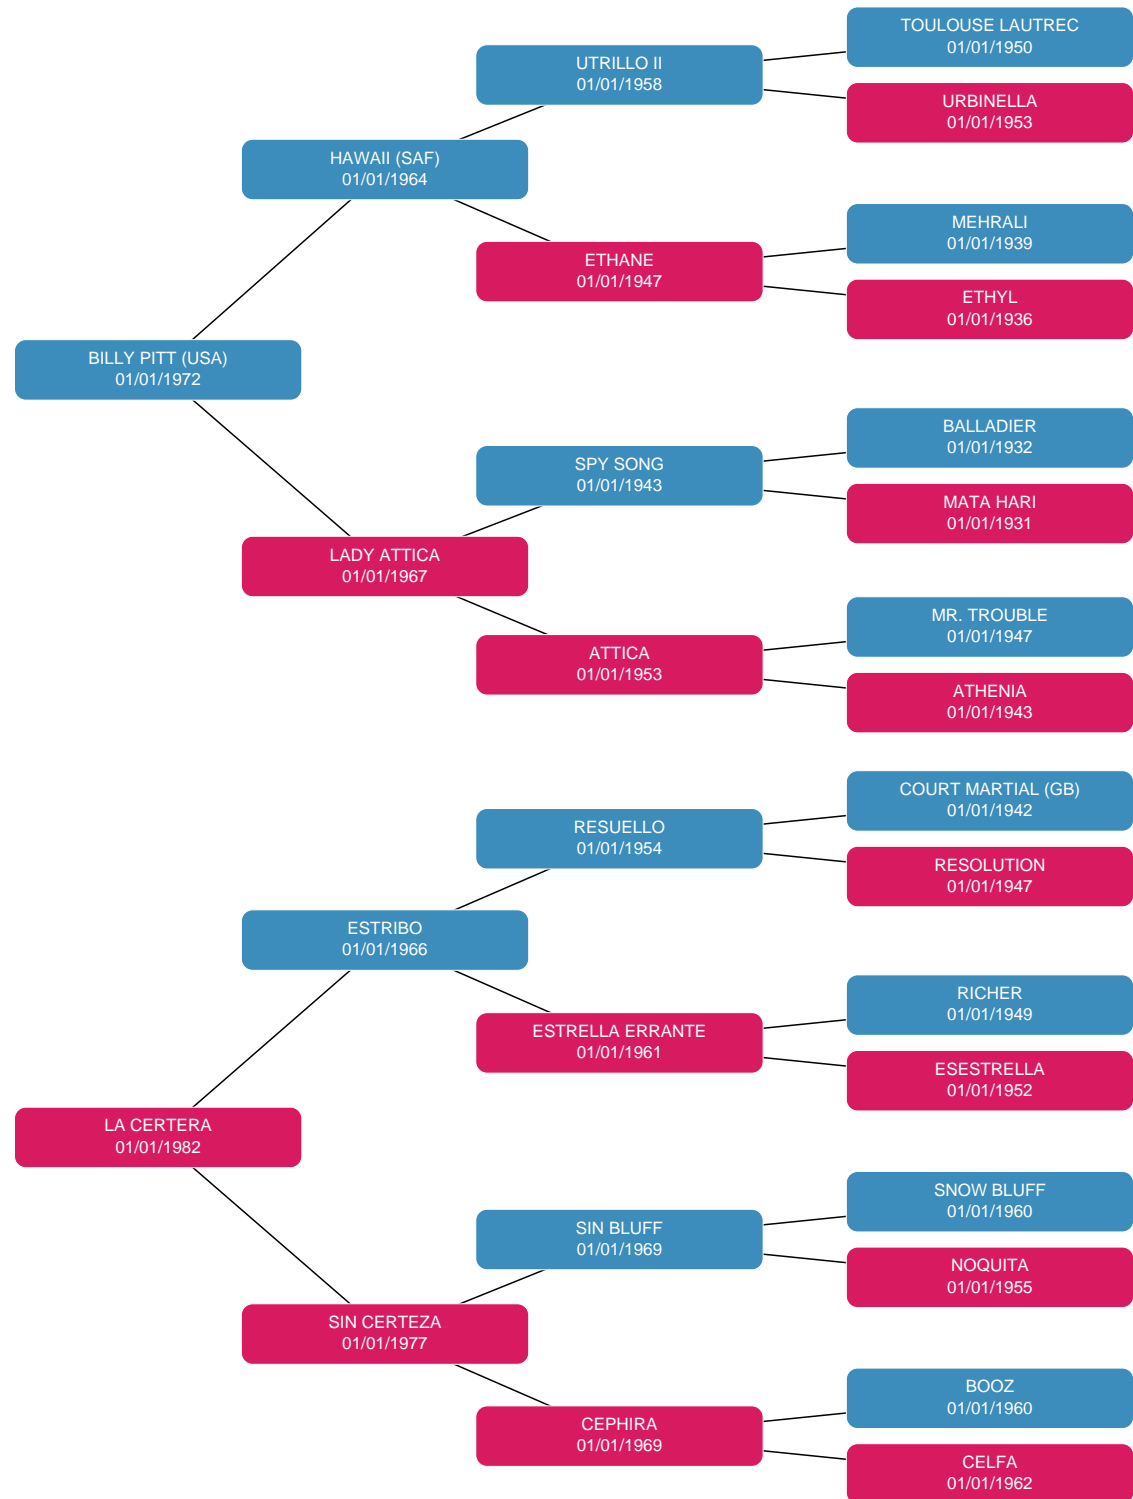 TOULOUSE LAUTREC
01/01/1950
UTRILLO II
01/01/1958
URBINELLA
01/01/1953
HAWAII (SAF)
01/01/1964
MEHRALI
01/01/1939
ETHANE
01/01/1947
ETHYL
01/01/1936
BILLY PITT (USA)
01/01/1972
BALLADIER
01/01/1932
SPY SONG
01/01/1943
MATA HARI
01/01/1931
LADY ATTICA
01/01/1967
MR. TROUBLE
01/01/1947
ATTICA
01/01/1953
ATHENIA
01/01/1943
COURT MARTIAL (GB)
01/01/1942
RESUELLO
01/01/1954
RESOLUTION
01/01/1947
ESTRIBO
01/01/1966
RICHER
01/01/1949
ESTRELLA ERRANTE
01/01/1961
ESESTRELLA
01/01/1952
LA CERTERA
01/01/1982
SNOW BLUFF
01/01/1960
SIN BLUFF
01/01/1969
NOQUITA
01/01/1955
SIN CERTEZA
01/01/1977
BOOZ
01/01/1960
CEPHIRA
01/01/1969
CELFA
01/01/1962